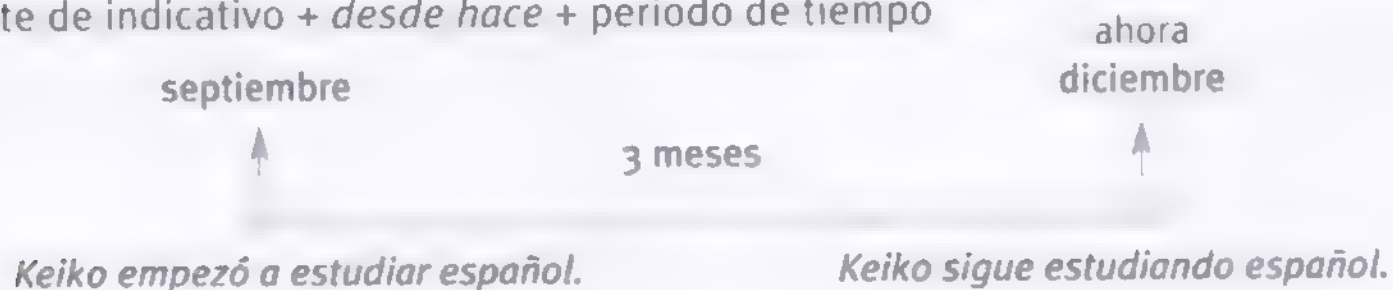 te de indicativo + desde hace + periodo de tiempo
ahora
septiembre
diciembre
3 meses
Keiko empezó a estudiar español.
Keiko sigue estudiando español.